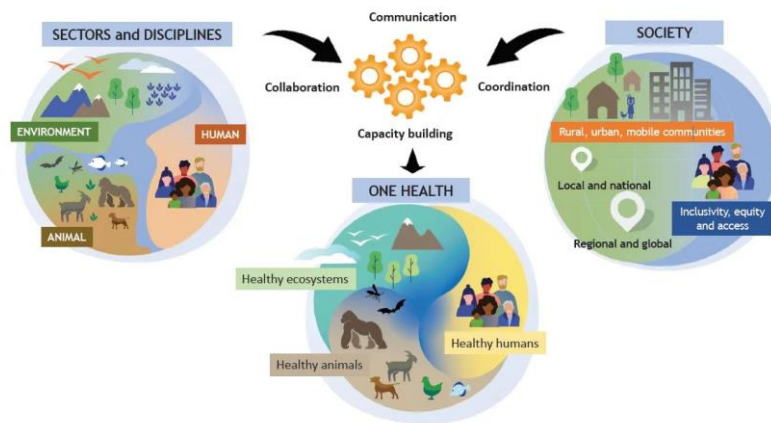 SECTORS and DISCIPLINES
ENVIRONMENT
HUMAN
ANIMAL
Communication
Collaboration
Coordination
Capacity building
SOCIETY
Rural, urban, mobile communities
Local and national
Regional and global
Inclusivity, equity
and access
ONE HEALTH
Healthy ecosystems
Healthy animals
Healthy humans